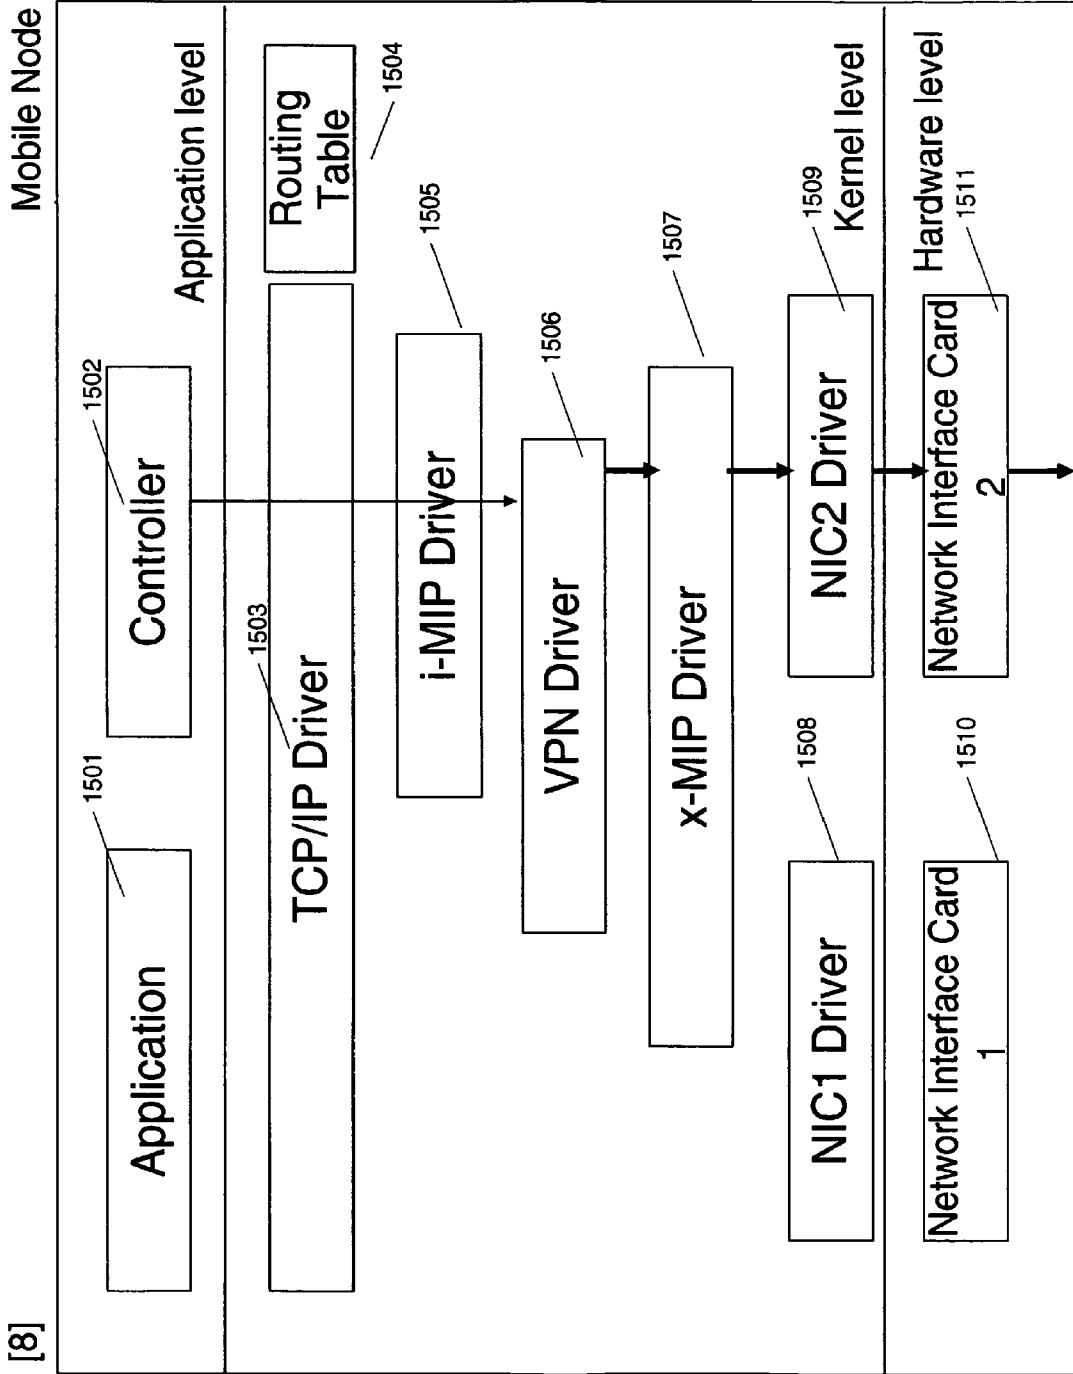 [8]
Mobile Node
Application level
1501
Application
1502
Controller
1503
TCP/IP Driver
Routing
Table
1504
i-MIP Driver
1505
VPN Driver
1506
x-MIP Driver
1507
NIC1 Driver
1508
NIC2 Driver
1509
Kernel level
Hardware level
Network Interface Card
1
1510
Network Interface Card
2
1511